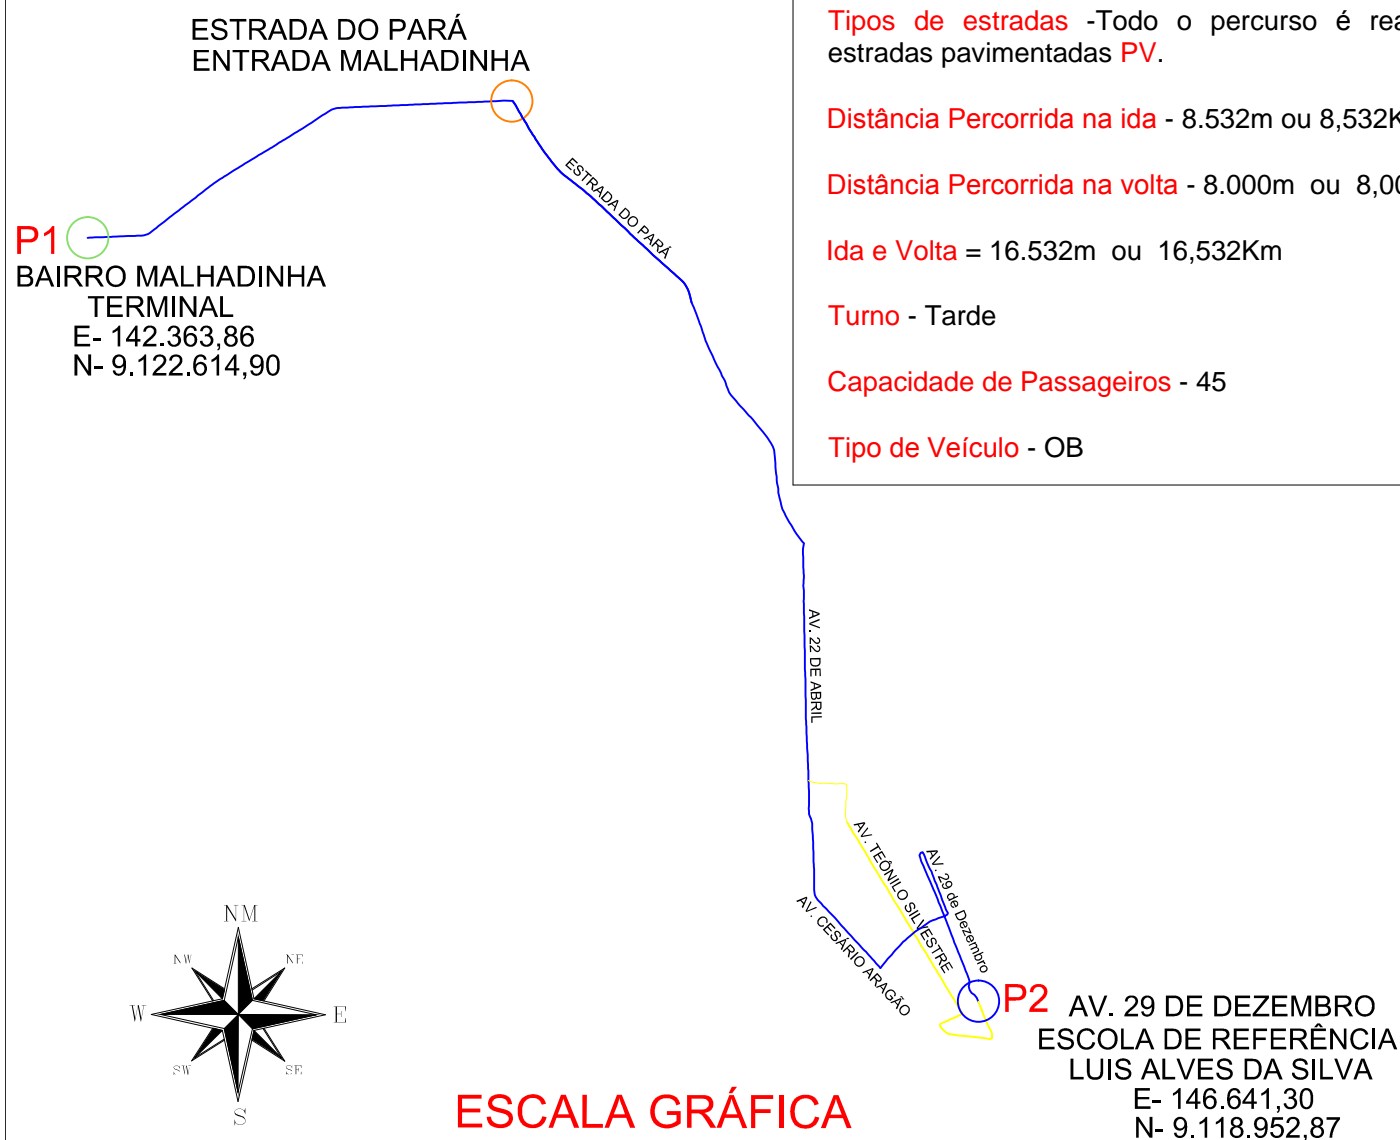 ESTRADA DO PARÁ
ENTRADA MALHADINHA
ESTRADA DO PARÁ
P1
BAIRRO MALHADINHA
TERMINAL
E- 142.363,86
N- 9.122.614,90
Tipos de estradas -Todo o percurso é rea
estradas pavimentadas PV.
Distância Percorrida na ida - 8.532m ou 8,532K
Distância Percorrida na volta - 8.000m ou 8,00
Ida e Volta = 16.532m ou 16,532Km
Turno - Tarde
Capacidade de Passageiros - 45
Tipo de Veículo - OB
AV. 22 DE ABRIL
AV. TEÔNILO SILVESTRE
AV. 29 de Dezembro
AV. CESÁRIO ARAGÃO
P2
AV. 29 DE DEZEMBRO
ESCOLA DE REFERÊNCIA
LUIS ALVES DA SILVA
E- 146.641,30
N- 9.118.952,87
NM
NW
NE
W
E
SW
SE
S
ESCALA GRÁFICA